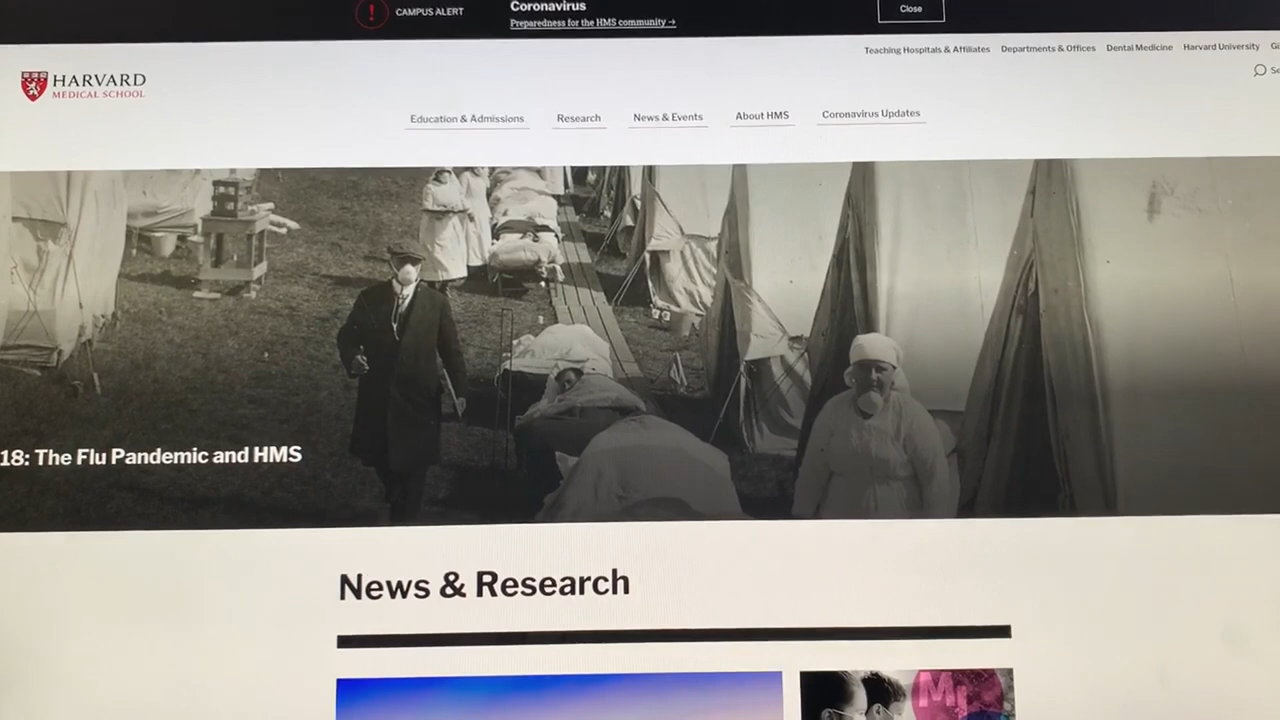 CAMPUS ALERT
Coronavirus
Preparedness for the HMS community →
Close
Teaching Hospitals & Affiliates Departments & Offices Dental Medicine Harvard University
HARVARD
MEDICAL SCHOOL
Education & Admissions Research News & Events About HMS Coronavirus Updates
18: The Flu Pandemic and HMS
News & Research